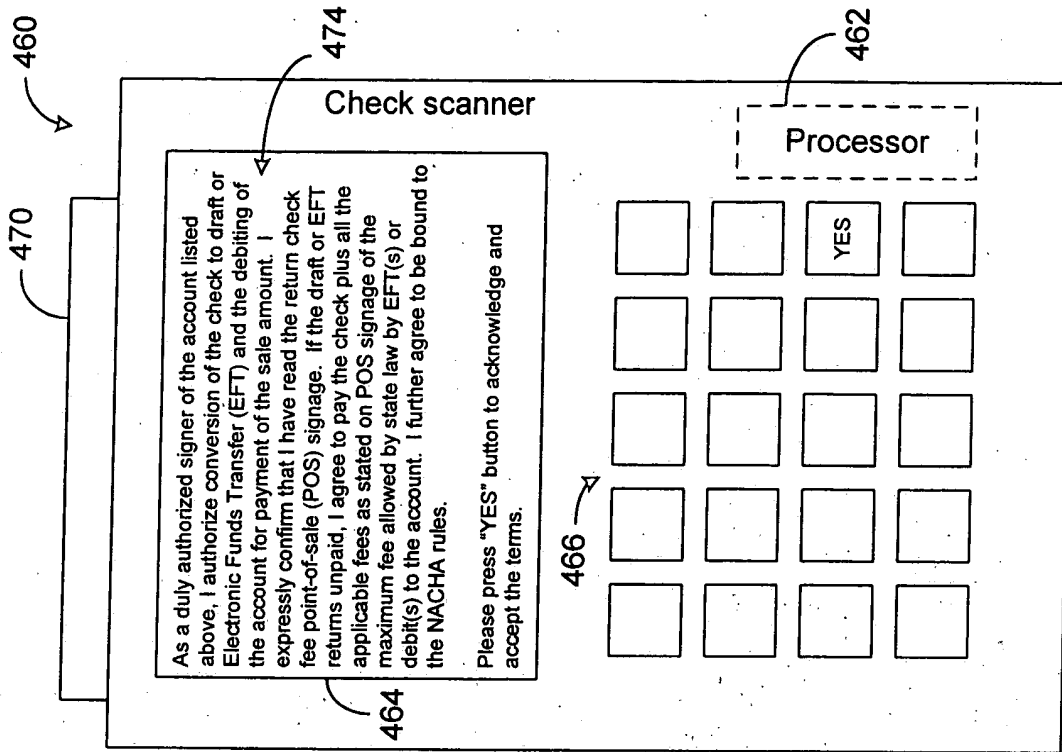 460
470
As a duly authorized signer of the account listed
above, I authorize conversion of the check to draft or
Electronic Funds Transfer (EFT) and the debiting of
the account for payment of the sale amount. I
expressly confirm that I have read the return check
fee point-of-sale (POS) signage. If the draft or EFT
returns unpaid, I agree to pay the check plus all the
applicable fees as stated on POS signage of the
maximum fee allowed by state law by EFT(s) or
debit(s) to the account. I further agree to be bound to
the NACHA rules.
Please press "YES" button to acknowledge and
accept the terms.
474
464
Check scanner
466
YES
Processor
462